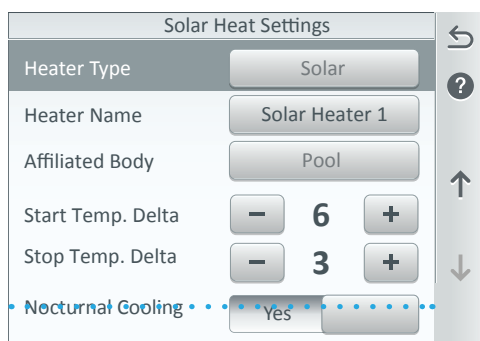 Solar Heat Settings
Heater Type Solar
Heater Name Solar Heater 1
Affiliated Body Pool
Start Temp. Delta − 6 +
Stop Temp. Delta − 3 +
Nocturnal Cooling Yes
?